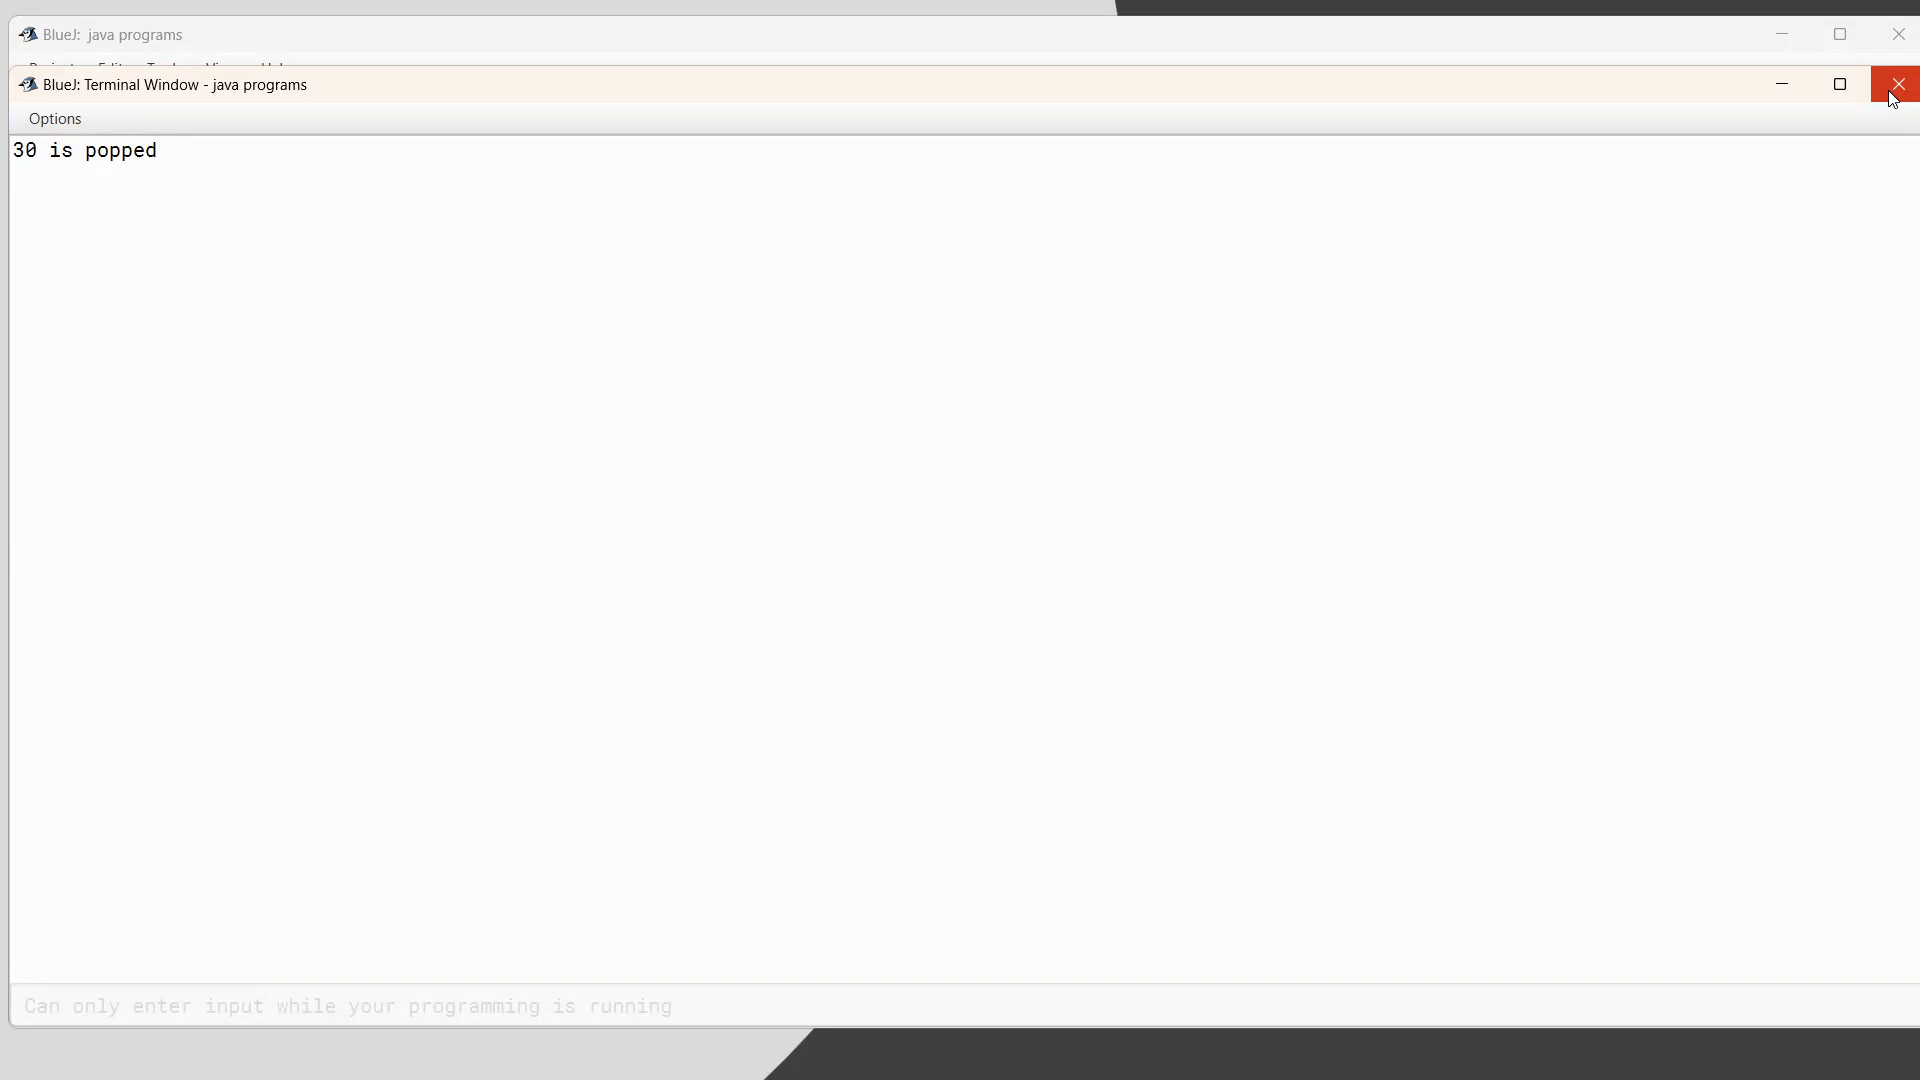 BlueJ: java programs
BlueJ: Terminal Window - java programs
Options
30 is popped
Can only enter input while your programming is running